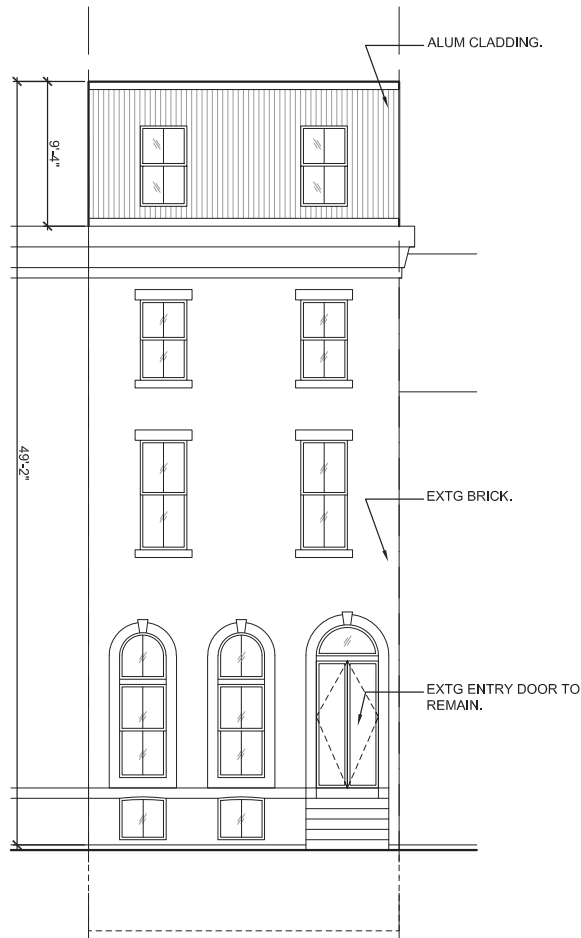 ALUM CLADDING.
9'-4"
49'-2"
EXTG BRICK.
EXTG ENTRY DOOR TO
REMAIN.